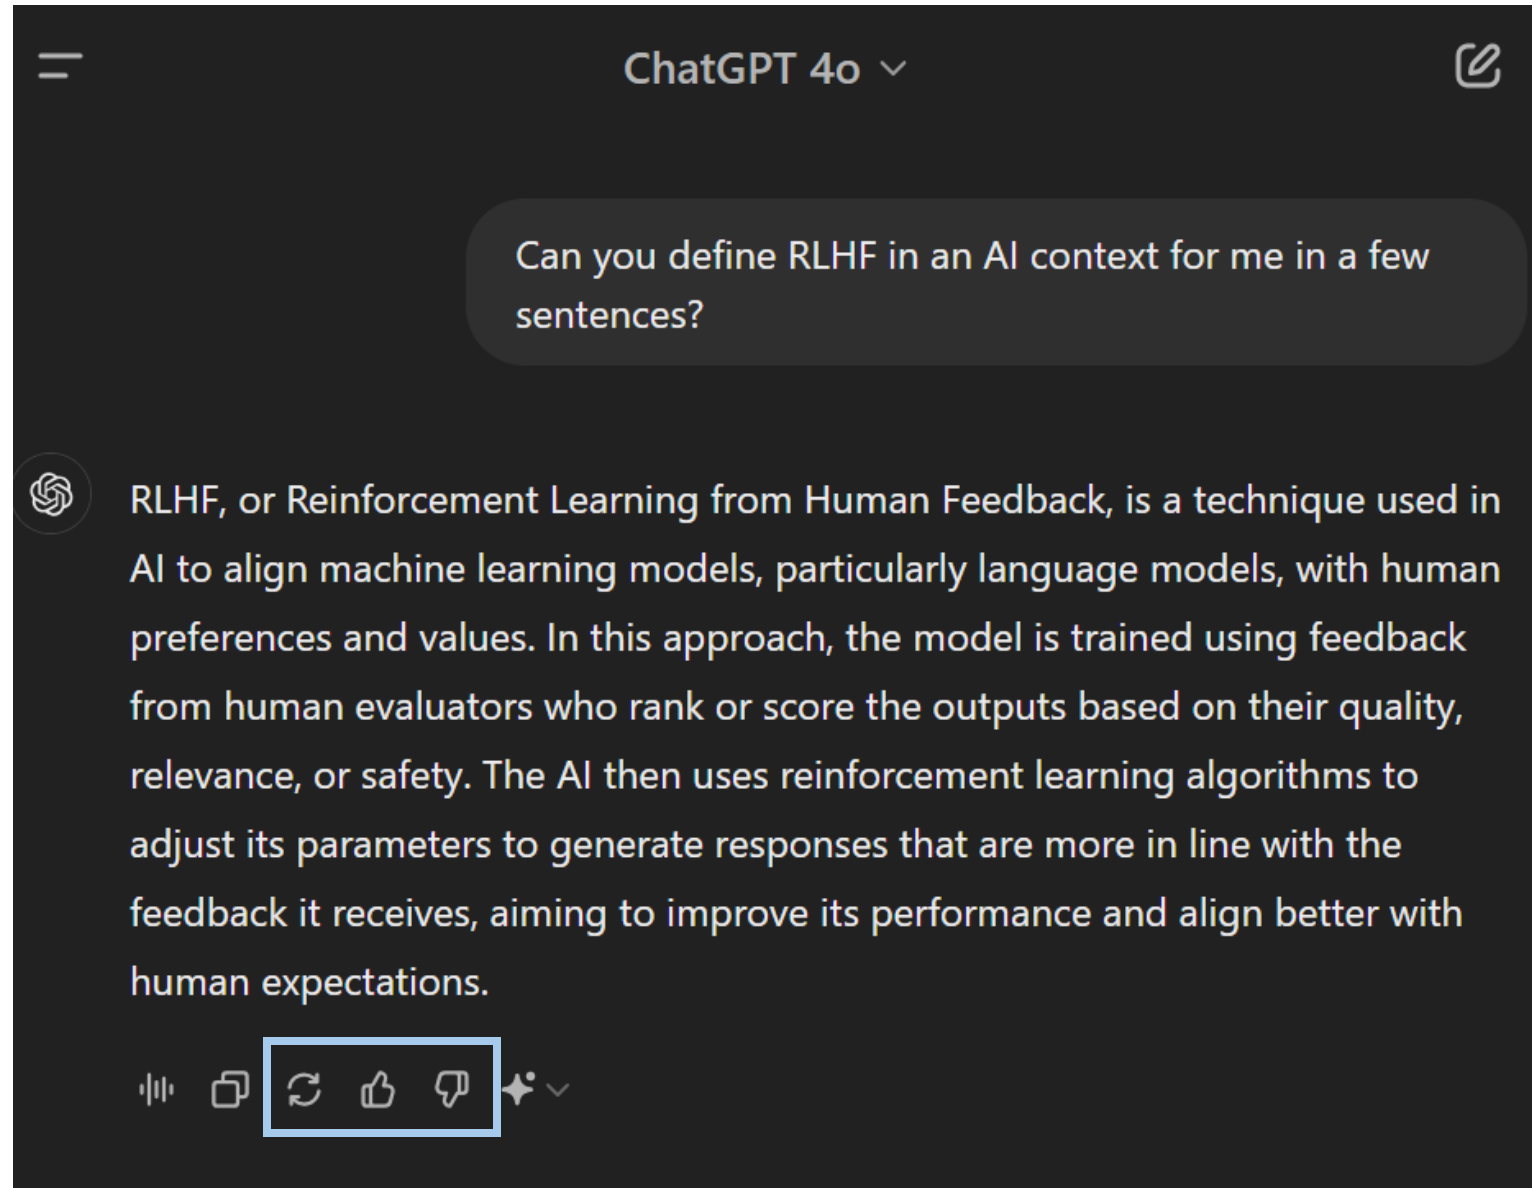 ChatGPT 4o
Can you define RLHF in an AI context for me in a few
sentences?
RLHF, or Reinforcement Learning from Human Feedback, is a technique used in
AI to align machine learning models, particularly language models, with human
preferences and values. In this approach, the model is trained using feedback
from human evaluators who rank or score the outputs based on their quality,
relevance, or safety. The AI then uses reinforcement learning algorithms to
adjust its parameters to generate responses that are more in line with the
feedback it receives, aiming to improve its performance and align better with
human expectations.